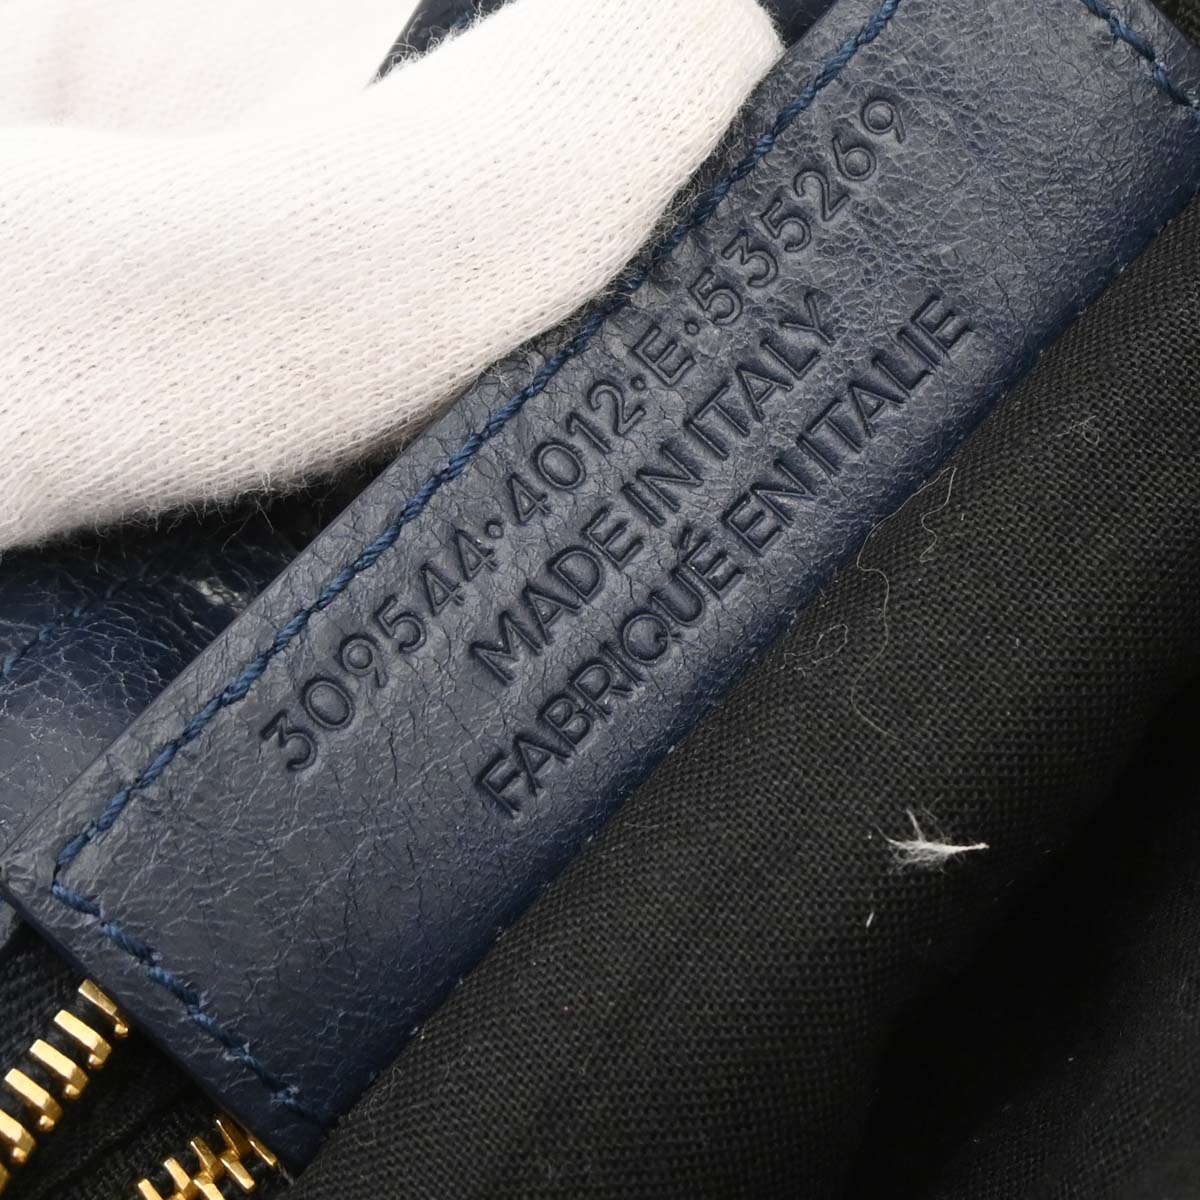 309544·4012·E·535269
MADE IN ITALY
FABRIQUÉ EN ITALIE